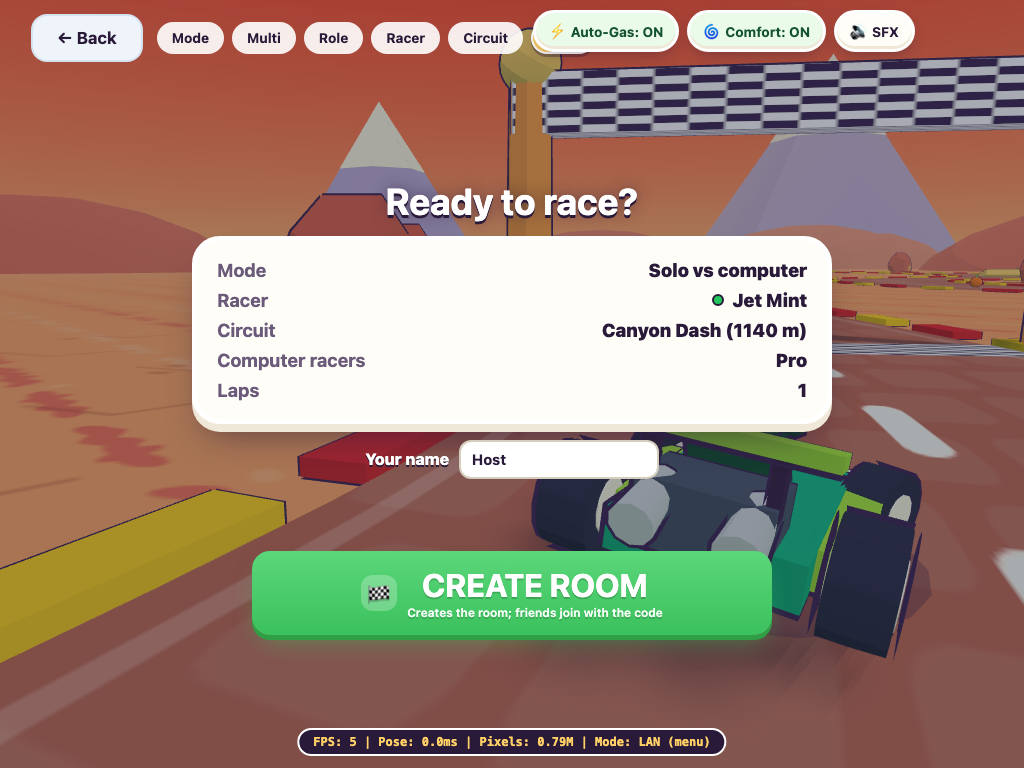 ← Back
Mode
Multi
Role
Racer
Circuit
⚡ Auto-Gas: ON
🌀 Comfort: ON
🔈 SFX
Ready to race?
Mode Solo vs computer
Racer Jet Mint
Circuit Canyon Dash (1140 m)
Computer racers Pro
Laps 1
Your name Host
CREATE ROOM
Creates the room; friends join with the code
FPS: 5 | Pose: 0.0ms | Pixels: 0.79M | Mode: LAN (menu)